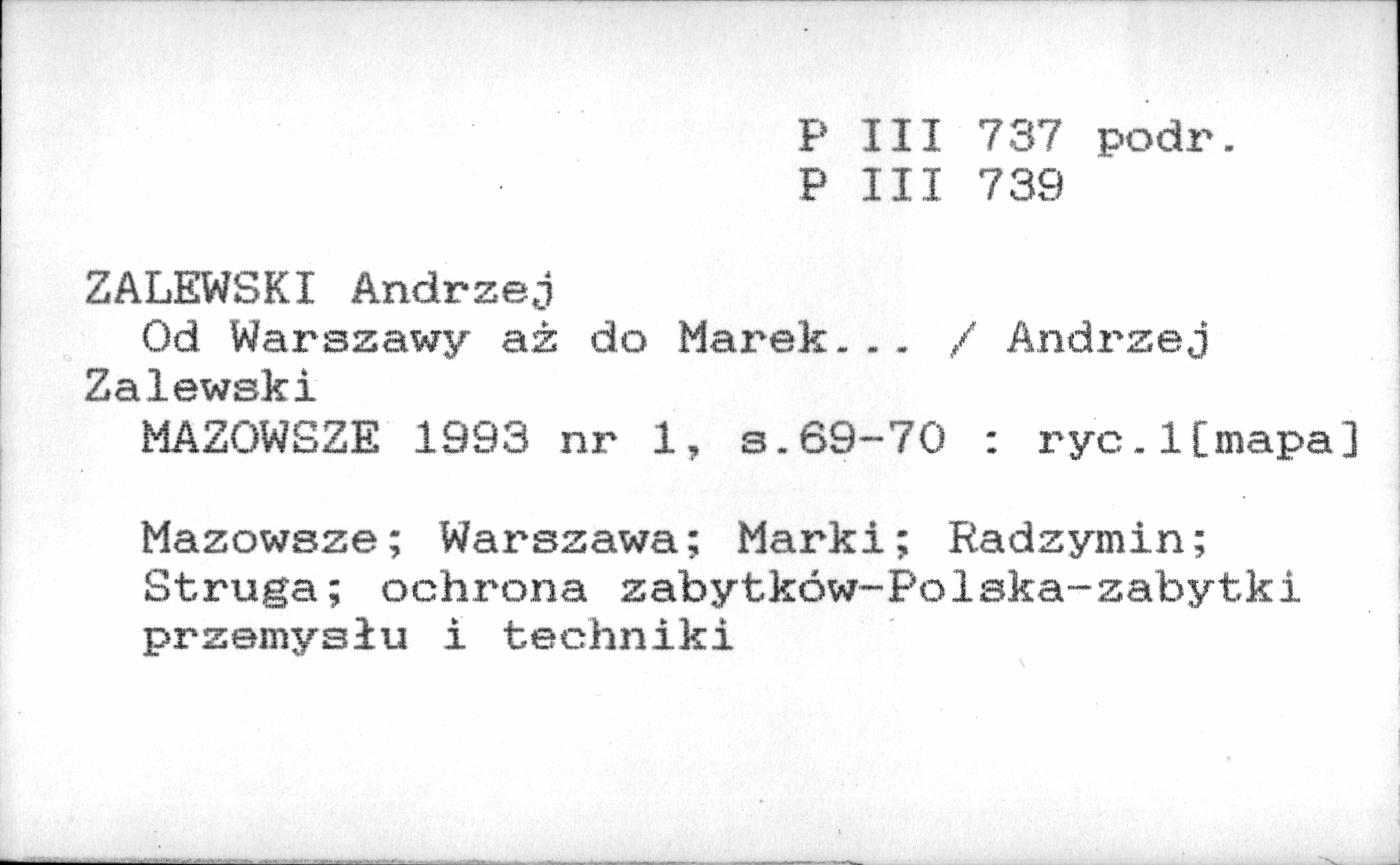 P III 737 podr.
P III 739
ZALEWSKI Andrzej
Od Warszawy aż do Marek... / Andrzej
Zalewski
MAZOWSZE 1993 nr 1, s.69-70 : ryc.1[mapa]
Mazowsze; Warszawa; Marki; Radzymin;
Struga; ochrona zabytków-Polska-zabytki
przemysłu i techniki